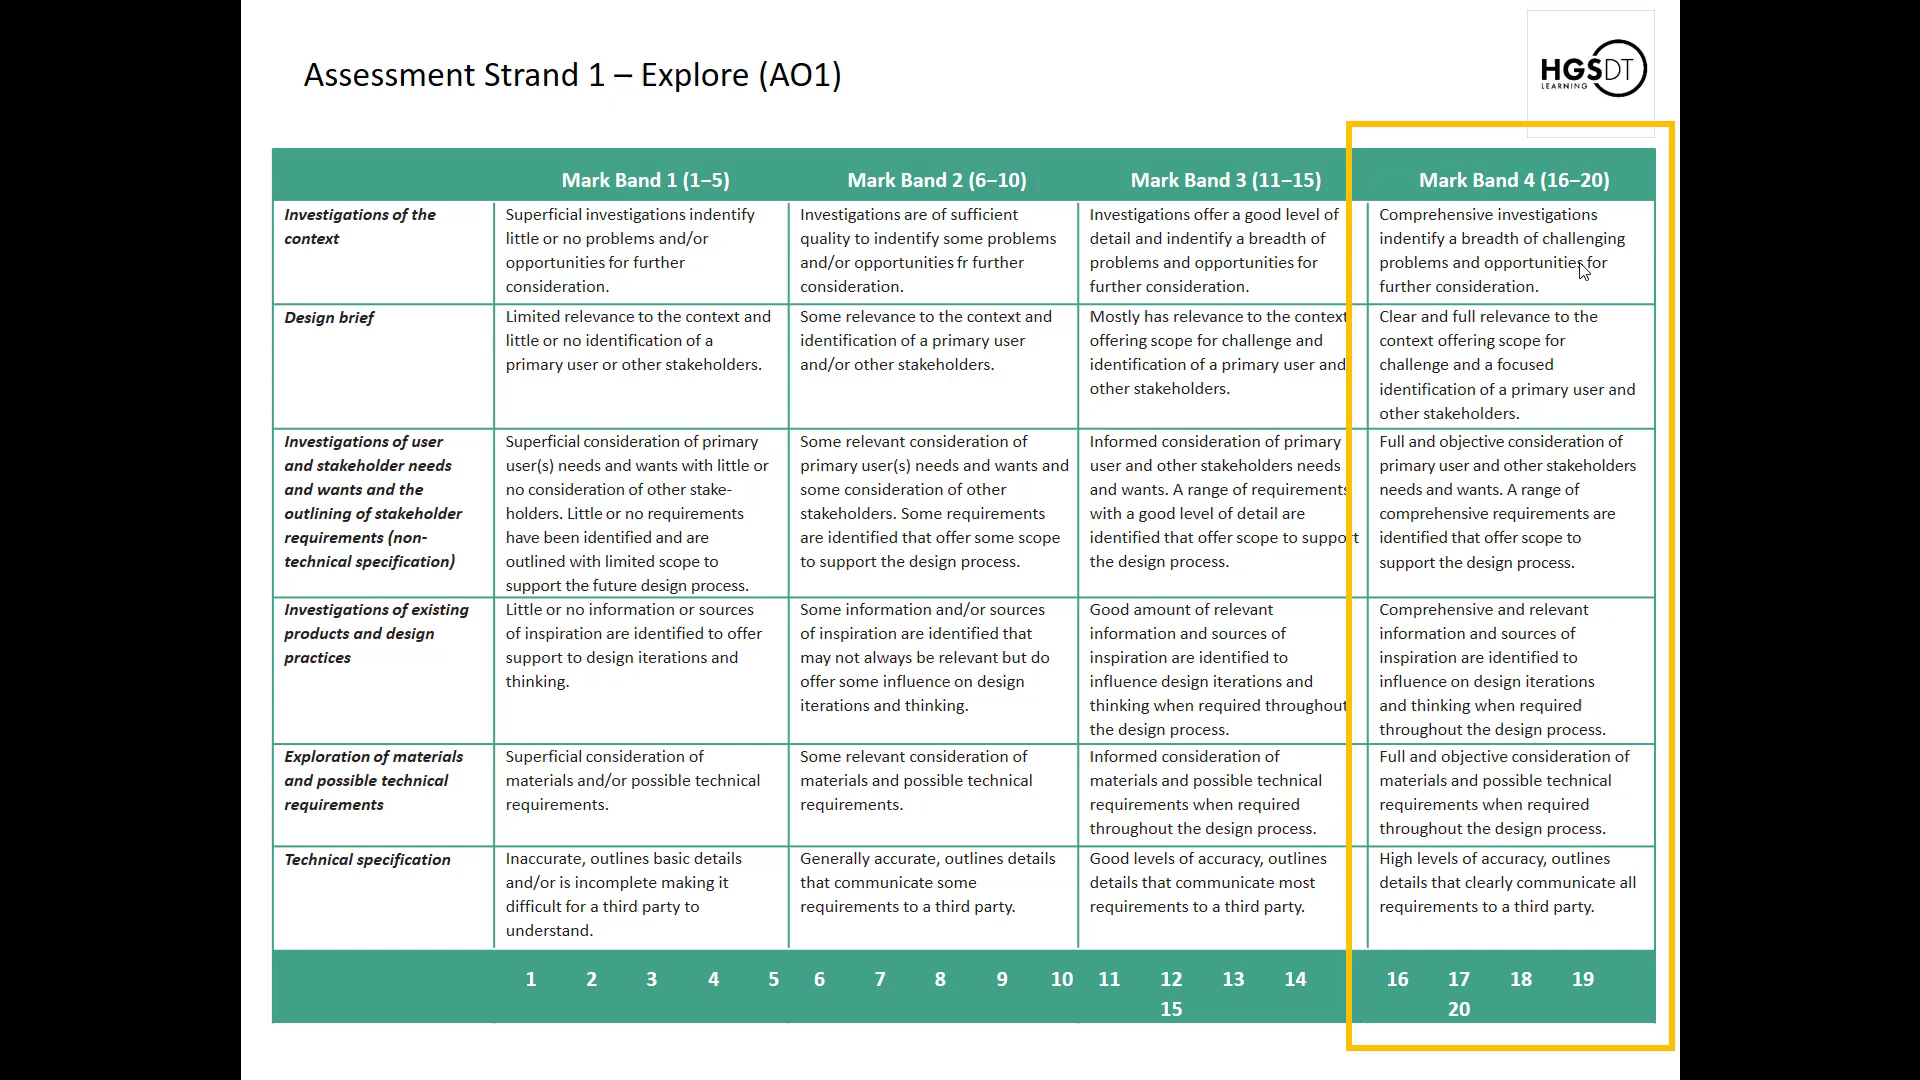 Assessment Strand 1 – Explore (AO1)
HGSDT
LEARNING
Mark Band 1 (1–5)
Mark Band 2 (6–10)
Mark Band 3 (11–15)
Mark Band 4 (16–20)
Investigations of the
context
Superficial investigations indentify
little or no problems and/or
opportunities for further
consideration.
Investigations are of sufficient
quality to indentify some problems
and/or opportunities fr further
consideration.
Investigations offer a good level of
detail and indentify a breadth of
problems and opportunities for
further consideration.
Comprehensive investigations
indentify a breadth of challenging
problems and opportunities for
further consideration.
Design brief
Limited relevance to the context and
little or no identification of a
primary user or other stakeholders.
Some relevance to the context and
identification of a primary user
and/or other stakeholders.
Mostly has relevance to the context
offering scope for challenge and
identification of a primary user and
other stakeholders.
Clear and full relevance to the
context offering scope for
challenge and a focused
identification of a primary user and
other stakeholders.
Investigations of user
and stakeholder needs
and wants and the
outlining of stakeholder
requirements (non-
technical specification)
Superficial consideration of primary
user(s) needs and wants with little or
no consideration of other stake-
holders. Little or no requirements
have been identified and are
outlined with limited scope to
support the future design process.
Some relevant consideration of
primary user(s) needs and wants and
some consideration of other
stakeholders. Some requirements
are identified that offer some scope
to support the design process.
Informed consideration of primary
user and other stakeholders needs
and wants. A range of requirements
with a good level of detail are
identified that offer scope to support
the design process.
Full and objective consideration of
primary user and other stakeholders
needs and wants. A range of
comprehensive requirements are
identified that offer scope to
support the design process.
Investigations of existing
products and design
practices
Little or no information or sources
of inspiration are identified to offer
support to design iterations and
thinking.
Some information and/or sources
of inspiration are identified that
may not always be relevant but do
offer some influence on design
iterations and thinking.
Good amount of relevant
information and sources of
inspiration are identified to
influence design iterations and
thinking when required throughout
the design process.
Comprehensive and relevant
information and sources of
inspiration are identified to
influence on design iterations
and thinking when required
throughout the design process.
Exploration of materials
and possible technical
requirements
Superficial consideration of
materials and/or possible technical
requirements.
Some relevant consideration of
materials and possible technical
requirements.
Informed consideration of
materials and possible technical
requirements when required
throughout the design process.
Full and objective consideration of
materials and possible technical
requirements when required
throughout the design process.
Technical specification
Inaccurate, outlines basic details
and/or is incomplete making it
difficult for a third party to
understand.
Generally accurate, outlines details
that communicate some
requirements to a third party.
Good levels of accuracy, outlines
details that communicate most
requirements to a third party.
High levels of accuracy, outlines
details that clearly communicate all
requirements to a third party.
1 2 3 4 5
6 7 8 9 10
11 12 13 14
15
16 17 18 19
20